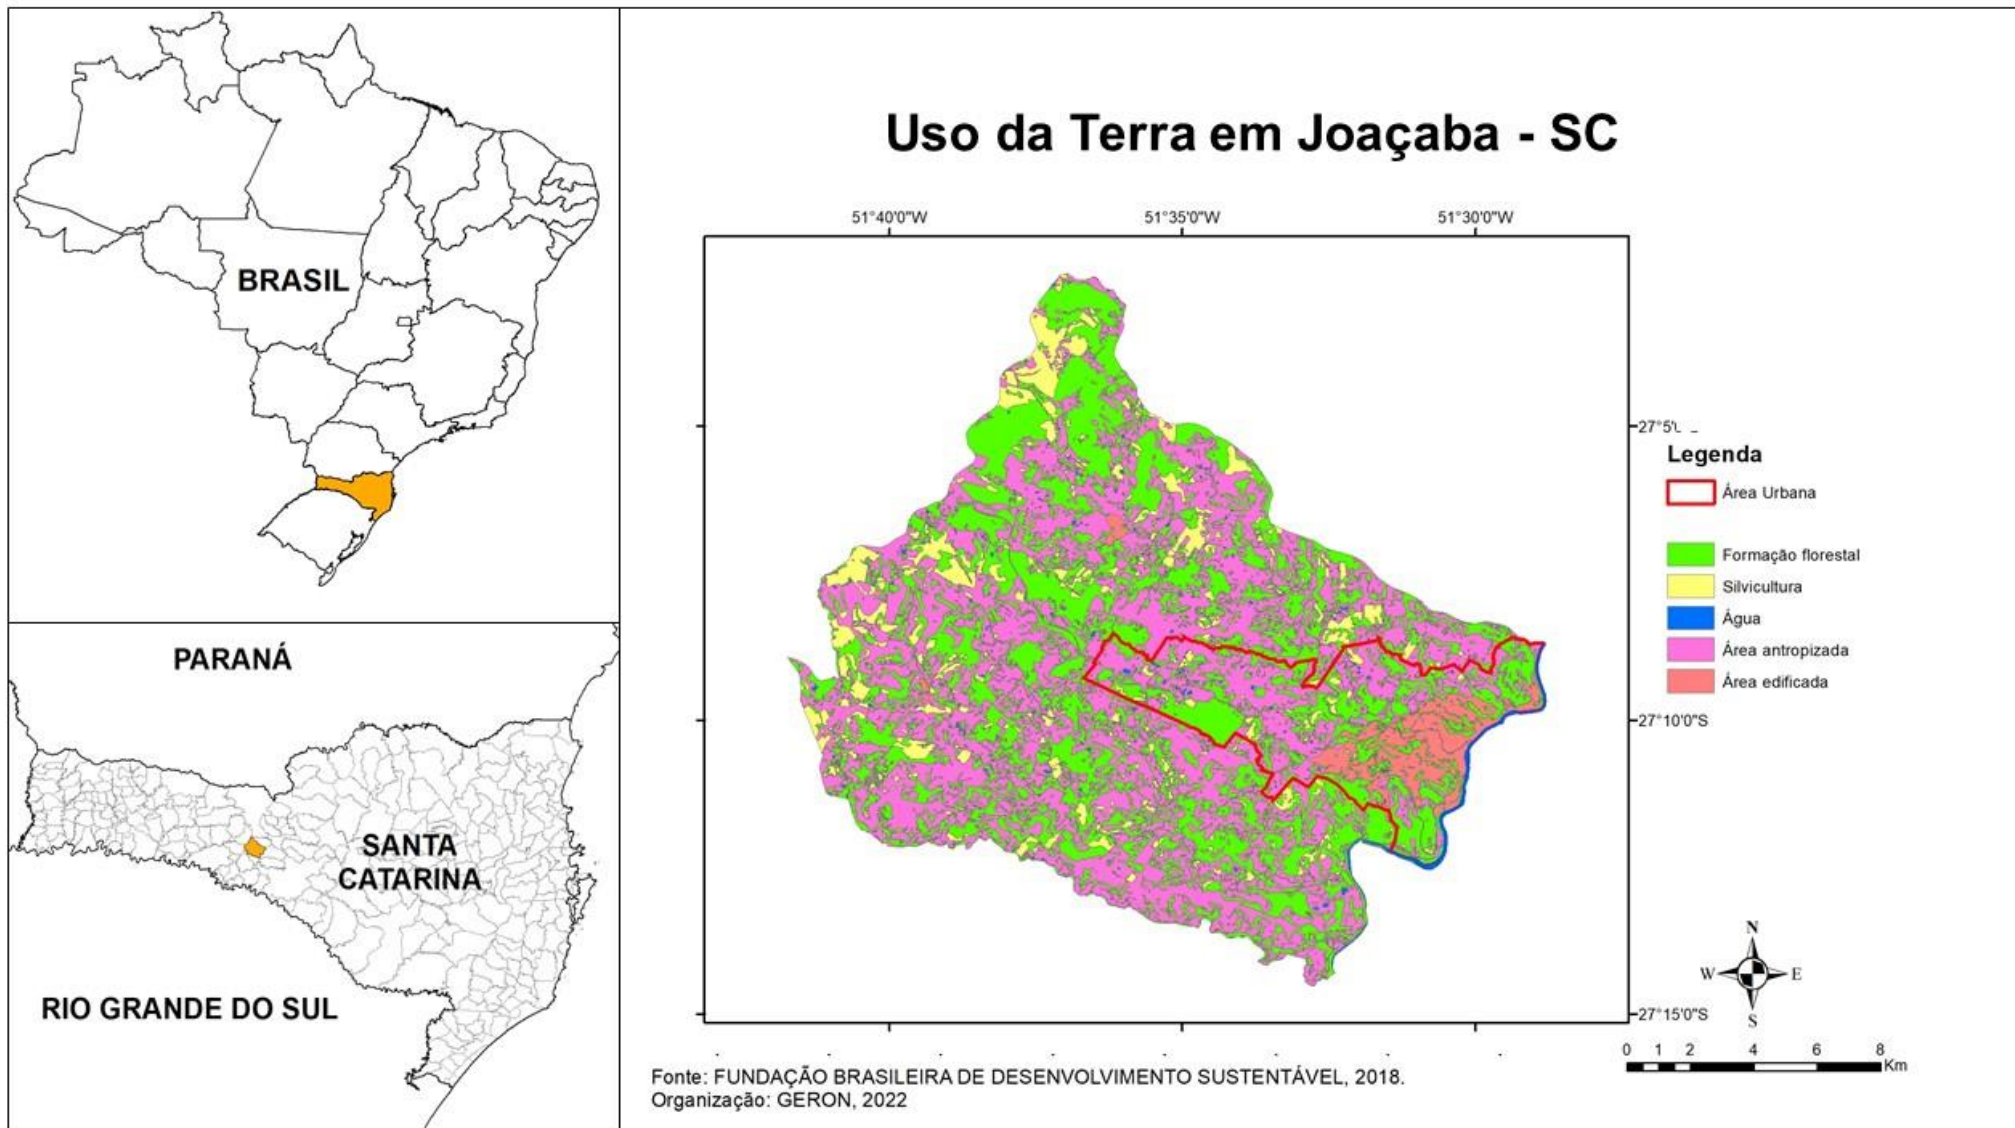 BRASIL
PARANÁ
SANTA
CATARINA
RIO GRANDE DO SUL
Uso da Terra em Joaçaba - SC
51°40'0"W 51°35'0"W 51°30'0"W
27°5'
27°10'0"S
27°15'0"S
Legenda
Área Urbana
Formação florestal
Silvicultura
Água
Área antropizada
Área edificada
N
W E
S
0 1 2 4 6 8
Km
Fonte: FUNDAÇÃO BRASILEIRA DE DESENVOLVIMENTO SUSTENTÁVEL, 2018.
Organização: GERON, 2022